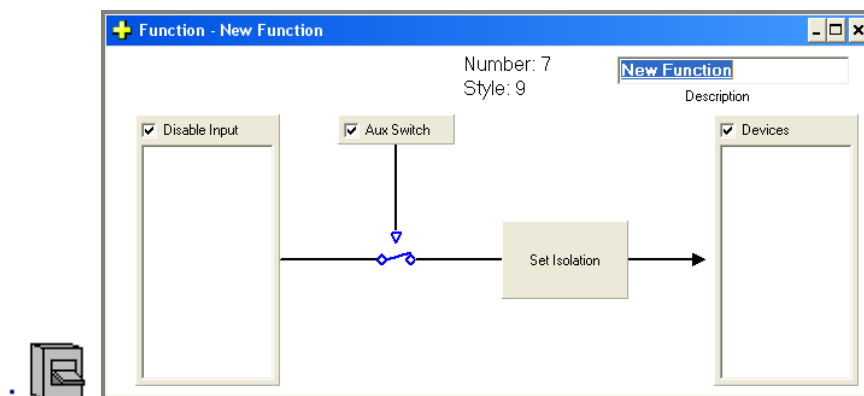 Function - New Function
Number: 7
Style: 9
New Function
Description
Disable Input
Aux Switch
Devices
Set Isolation